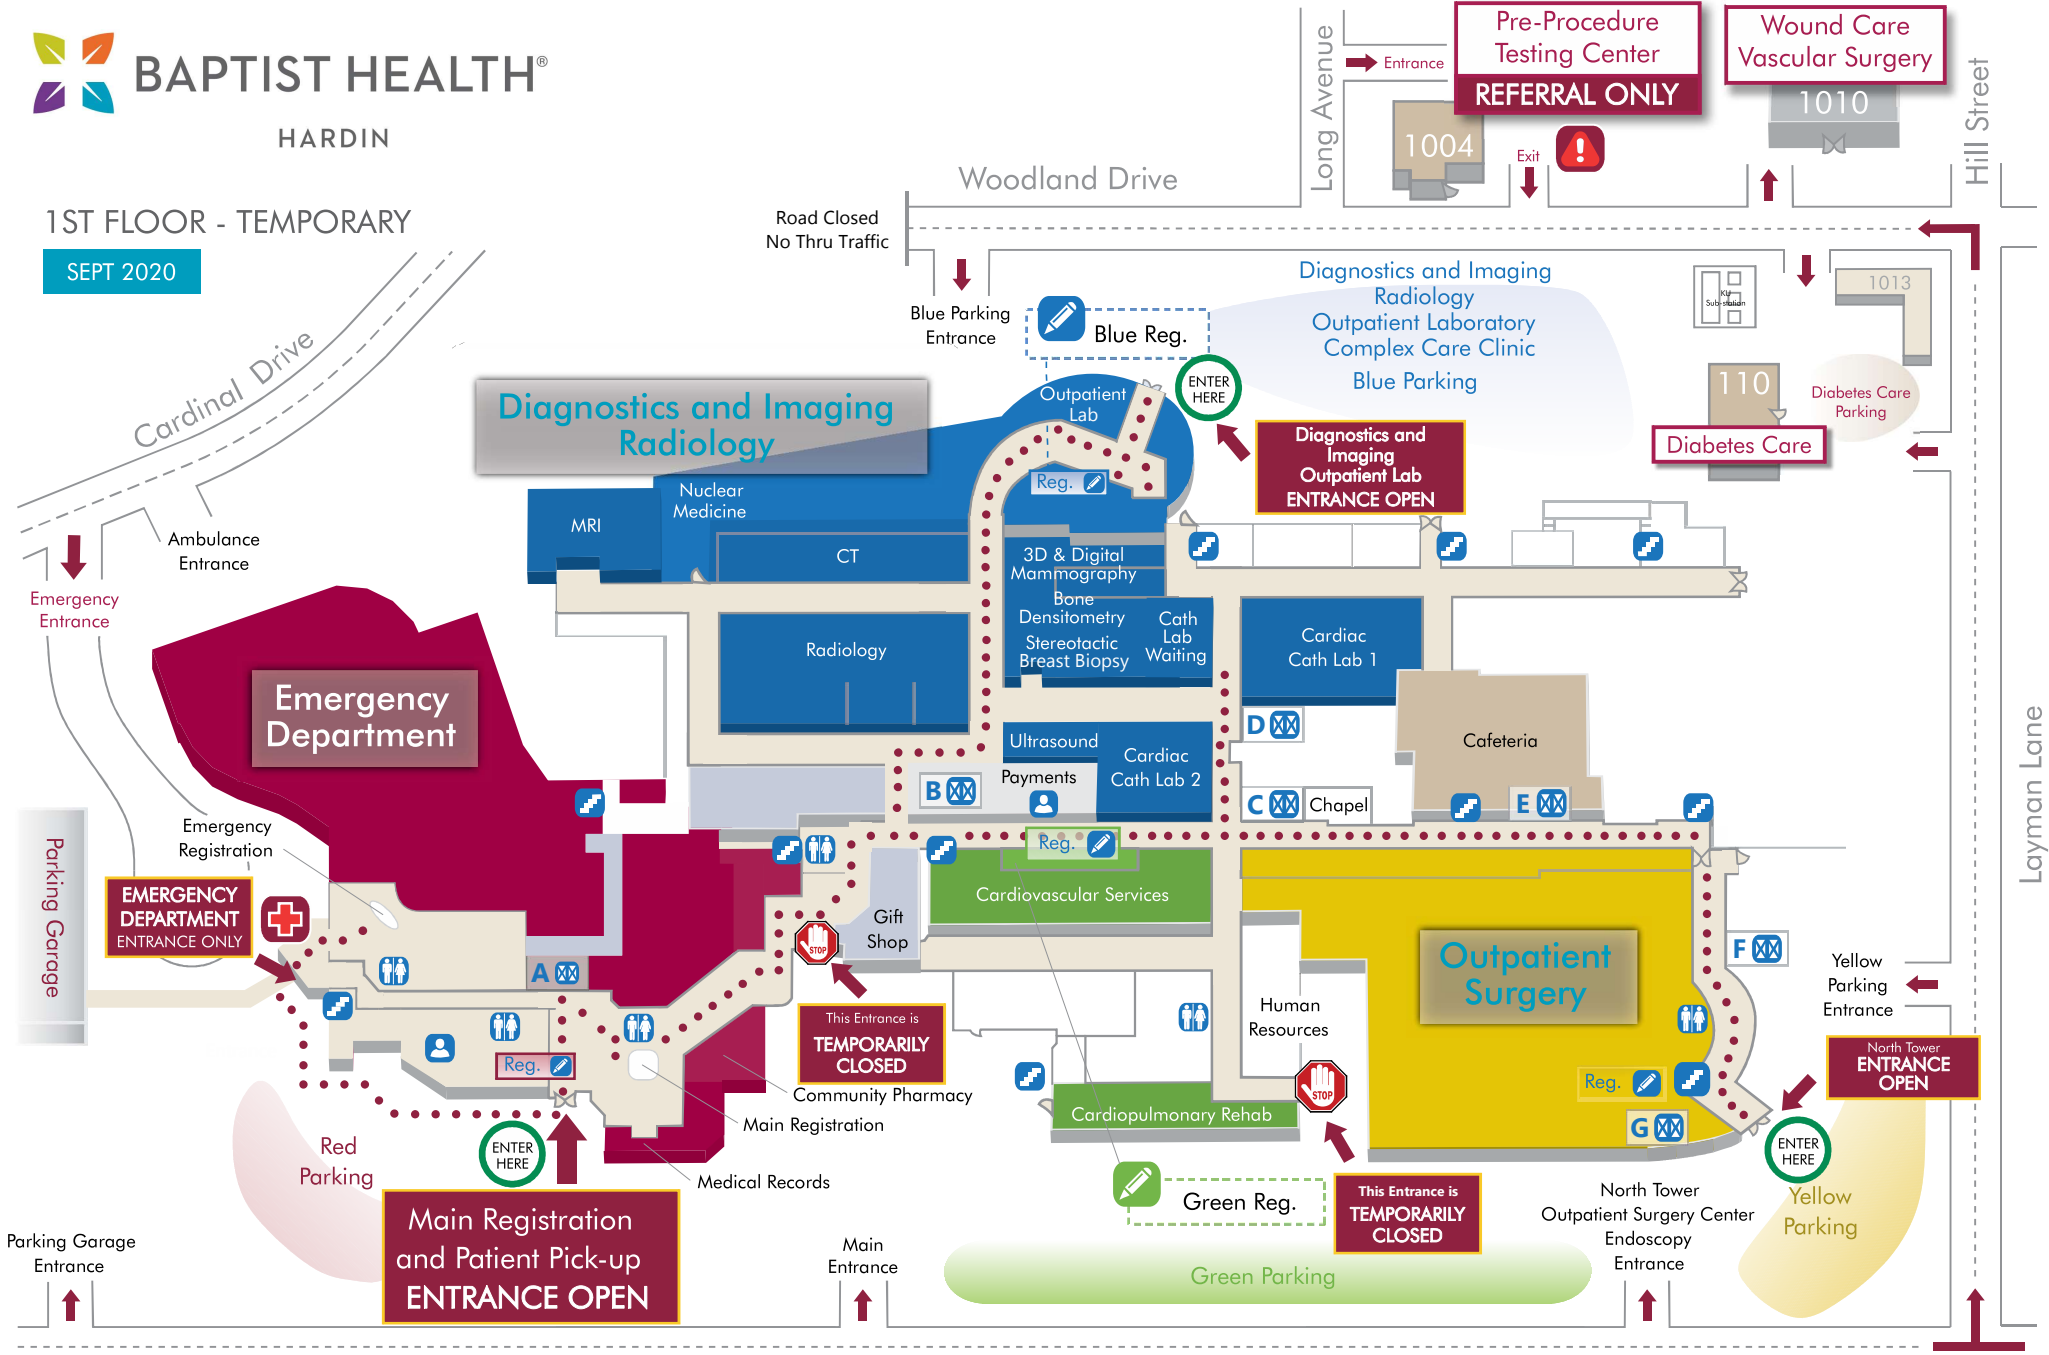 BAPTIST HEALTH®
HARDIN
1ST FLOOR - TEMPORARY
SEPT 2020
Pre-Procedure
Testing Center
REFERRAL ONLY
Wound Care
Vascular Surgery
1010
1004
Entrance
Exit
Long Avenue
Hill Street
Woodland Drive
Road Closed
No Thru Traffic
Blue Parking
Entrance
Blue Reg.
ENTER
HERE
Diagnostics and Imaging
Radiology
Outpatient Laboratory
Complex Care Clinic
Blue Parking
KU
Sub-station
1013
110
Diabetes Care
Parking
Diabetes Care
Cardinal Drive
Ambulance
Entrance
Emergency
Entrance
Diagnostics and Imaging
Radiology
Outpatient
Lab
Reg.
Diagnostics and
Imaging
Outpatient Lab
ENTRANCE OPEN
Nuclear
Medicine
MRI
CT
3D & Digital
Mammography
Bone
Densitometry
Stereotactic
Breast Biopsy
Cath
Lab
Waiting
Cardiac
Cath Lab 1
Radiology
Emergency
Department
Ultrasound
Payments
Cardiac
Cath Lab 2
B
D
C
Chapel
Cafeteria
E
Layman Lane
Parking Garage
Emergency
Registration
EMERGENCY
DEPARTMENT
ENTRANCE ONLY
A
Reg.
Cardiovascular Services
Gift
Shop
STOP
This Entrance is
TEMPORARILY
CLOSED
Human
Resources
Outpatient
Surgery
F
Yellow
Parking
Entrance
North Tower
ENTRANCE
OPEN
Reg.
Reg.
G
STOP
Cardiopulmonary Rehab
Community Pharmacy
Main Registration
Medical Records
Red
Parking
ENTER
HERE
Main Registration
and Patient Pick-up
ENTRANCE OPEN
Green Reg.
This Entrance is
TEMPORARILY
CLOSED
North Tower
Outpatient Surgery Center
Endoscopy
Entrance
ENTER
HERE
Yellow
Parking
Parking Garage
Entrance
Main
Entrance
Green Parking